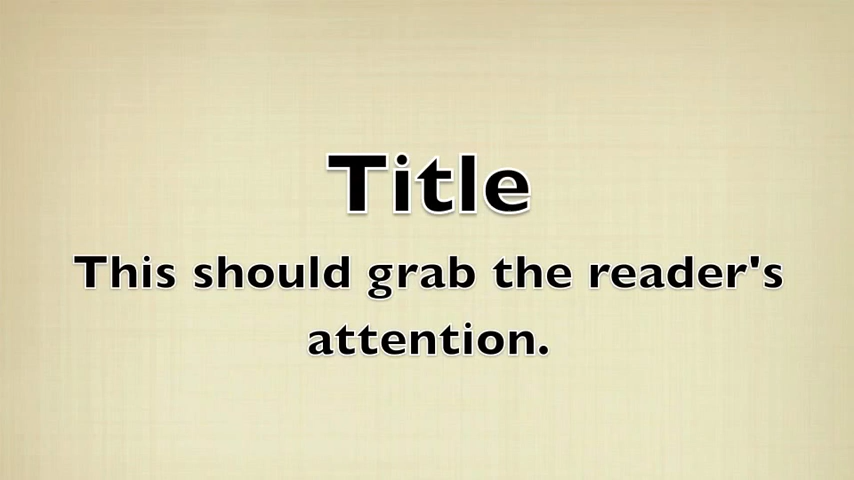 Title
This should grab the reader's
attention.